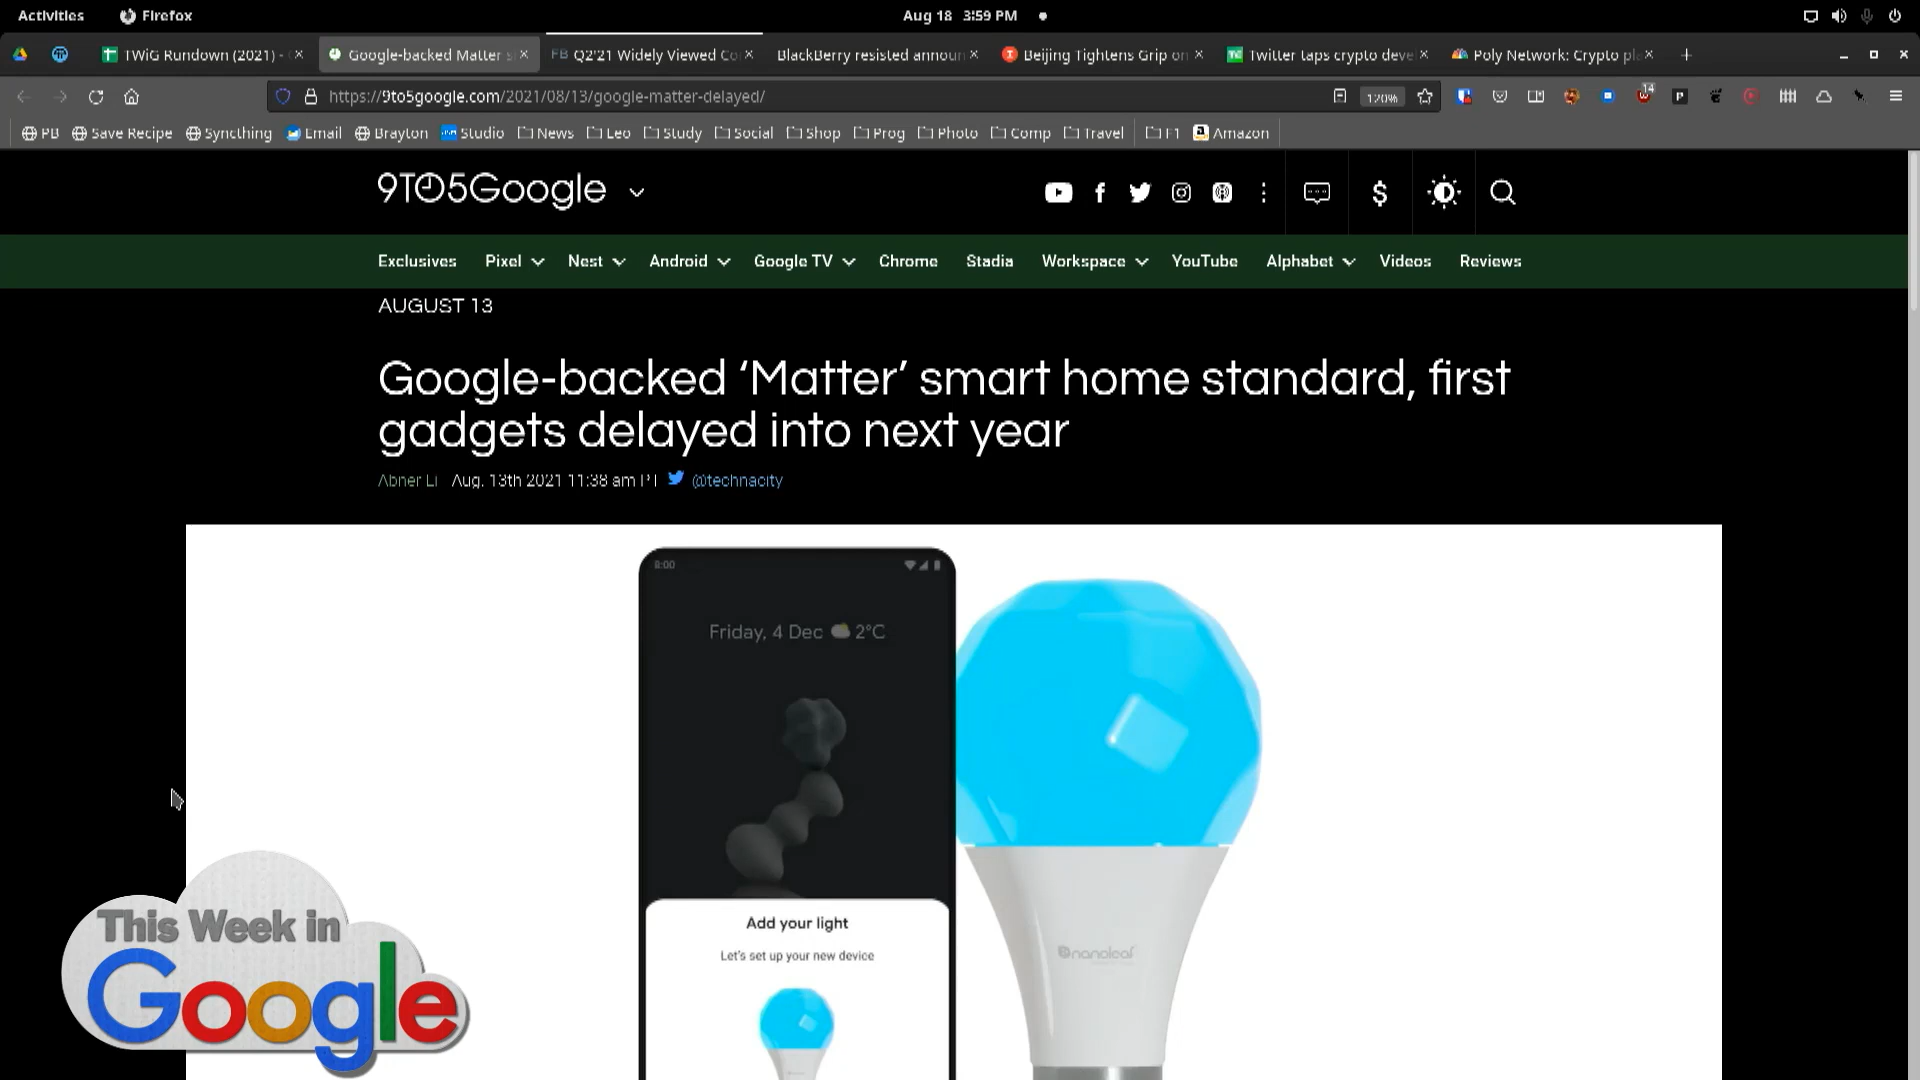 Activities Firefox Aug 18 3:59 PM
TWiG Rundown (2021) - Google-backed Matter s Q2'21 Widely Viewed Co BlackBerry resisted announ Beijing Tightens Grip on Twitter taps crypto deve Poly Network: Crypto pla
https://9to5google.com/2021/08/13/google-matter-delayed/ 120% 14
PB Save Recipe Syncthing Email Brayton Studio News Leo Study Social Shop Prog Photo Comp Travel F1 Amazon
9TO5Google
Exclusives Pixel Nest Android Google TV Chrome Stadia Workspace YouTube Alphabet Videos Reviews
AUGUST 13
Google-backed ‘Matter’ smart home standard, first
gadgets delayed into next year
Abner Li Aug. 13th 2021 11:38 am PT @technacity
8:00
Friday, 4 Dec 2°C
Add your light
Let's set up your new device
nanoleaf
This Week in
Google